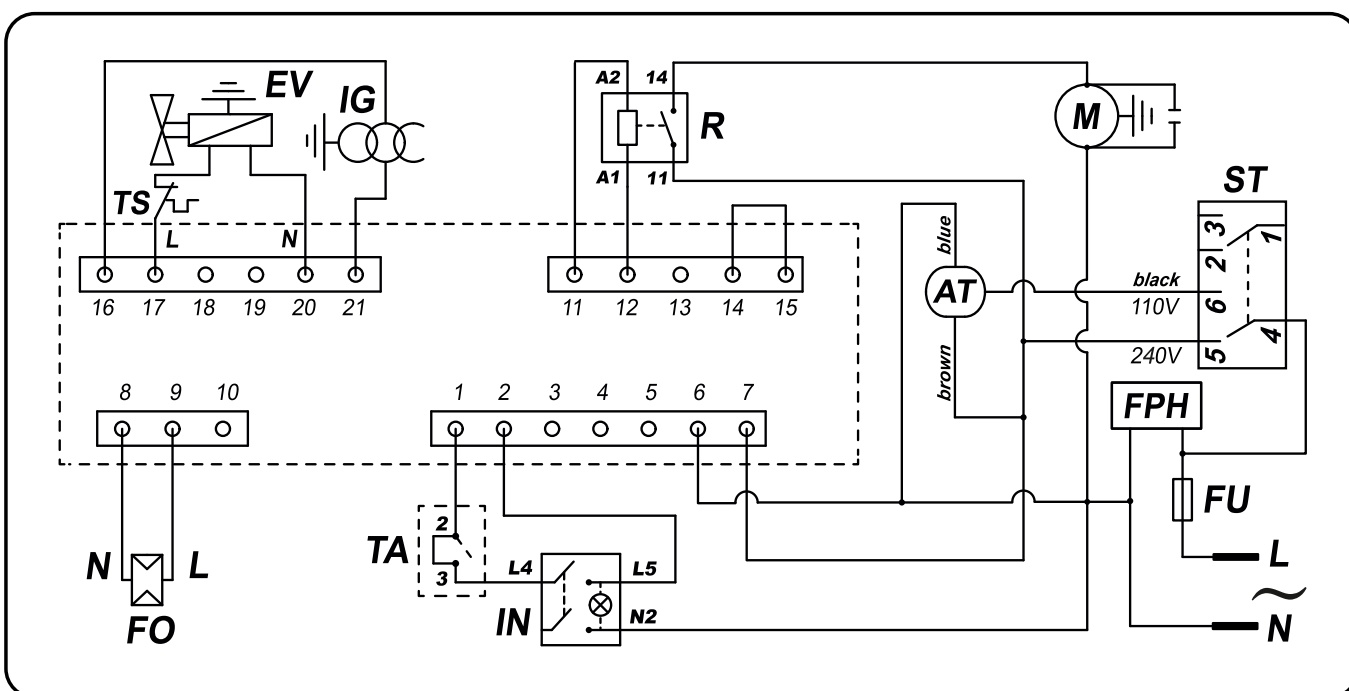 EV
IG
A2 14
R
M
A1 11
ST
TS
L N
3 1
2
blue
AT
black
6
110V
4
240V
5
brown
16 17 18 19 20 21
11 12 13 14 15
8 9 10
1 2 3 4 5 6 7
FPH
FU
2
TA
3
L4
L5
N L
FO
IN
N2
L
N